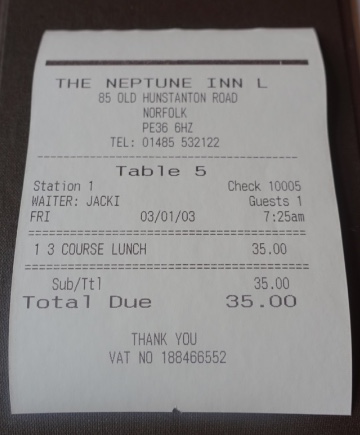 THE NEPTUNE INN L
85 OLD HUNSTANTON ROAD
NORFOLK
PE36 6HZ
TEL: 01485 532122
Table 5
Station 1 Check 10005
WAITER: JACKI Guests 1
FRI 03/01/03 7:25am
1 3 COURSE LUNCH 35.00
Sub/Ttl 35.00
Total Due 35.00
THANK YOU
VAT NO 188466552